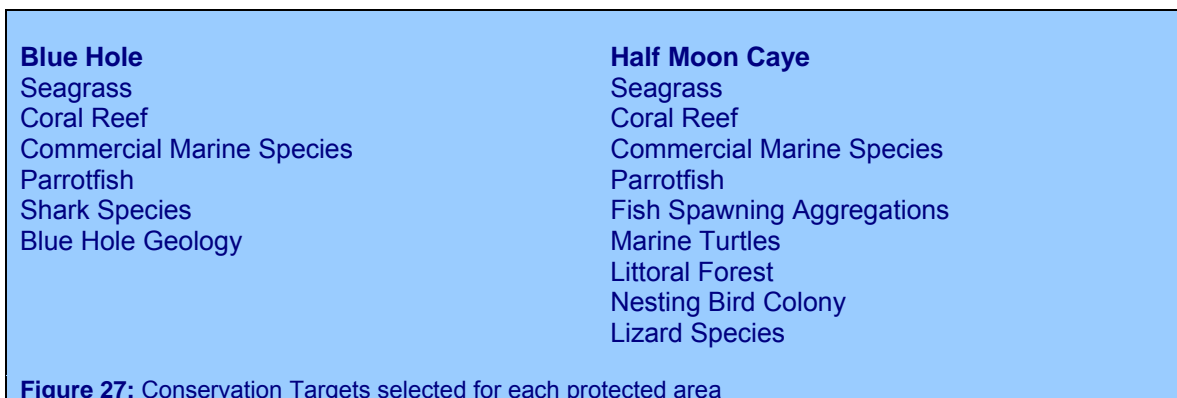 Blue Hole
Seagrass
Coral Reef
Commercial Marine Species
Parrotfish
Shark Species
Blue Hole Geology
Half Moon Caye
Seagrass
Coral Reef
Commercial Marine Species
Parrotfish
Fish Spawning Aggregations
Marine Turtles
Littoral Forest
Nesting Bird Colony
Lizard Species
Figure 27: Conservation Targets selected for each protected area